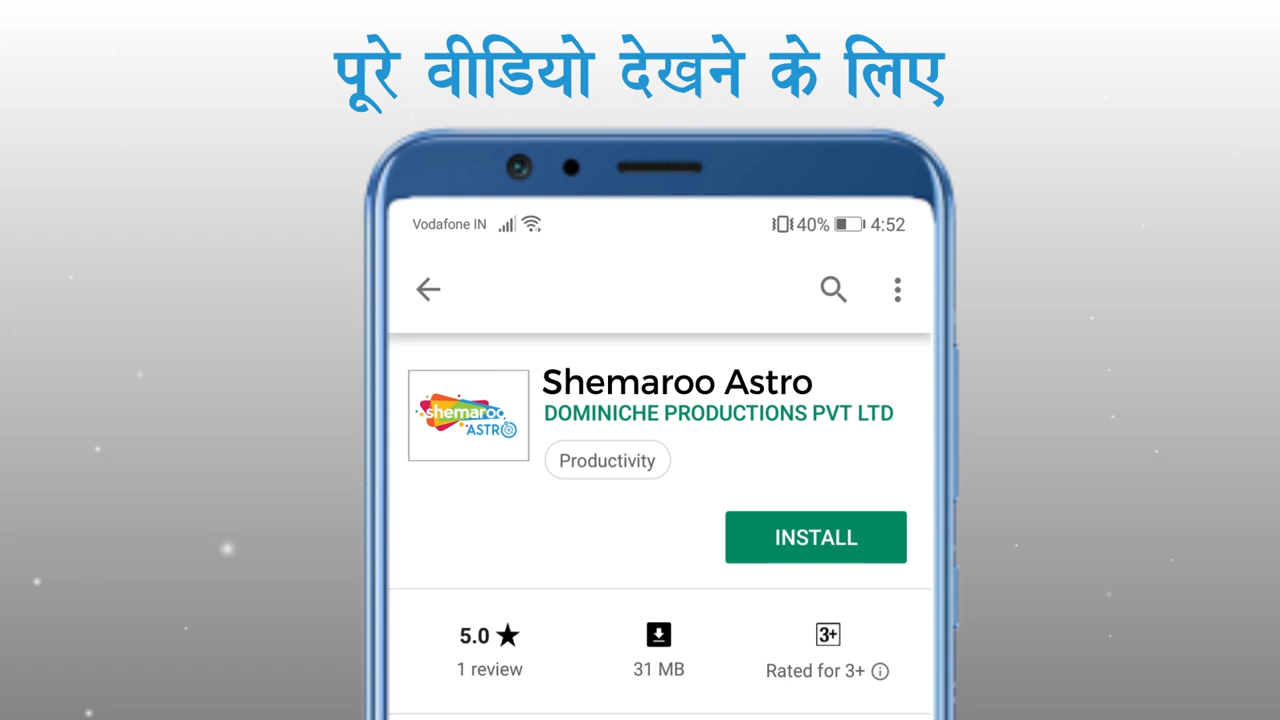 पूरे वीडियो देखने के लिए
Vodafone IN 40% 4:52
shemaroo
ASTRO
Shemaroo Astro
DOMINICHE PRODUCTIONS PVT LTD
Productivity
INSTALL
5.0 3+
1 review 31 MB Rated for 3+